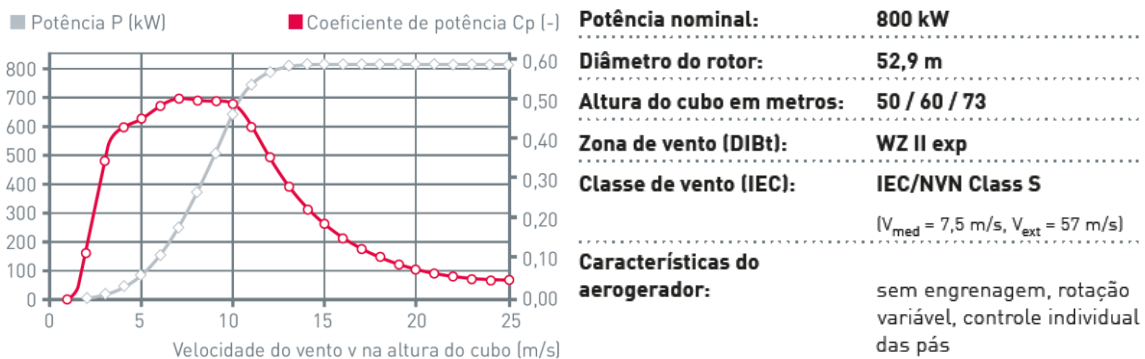 Potência P (kW)
Coeficiente de potência Cp (-)
800
700
600
500
400
300
200
100
0
0,60
0,50
0,40
0,30
0,20
0,10
0,00
0
5
10
15
20
25
Velocidade do vento v na altura do cubo (m/s)
Potência nominal: 800 kW
Diâmetro do rotor: 52,9 m
Altura do cubo em metros: 50 / 60 / 73
Zona de vento (DIBt): WZ II exp
Classe de vento (IEC): IEC/NVN Class S
(Vmed = 7,5 m/s, Vext = 57 m/s)
Características do
aerogerador:
sem engrenagem, rotação
variável, controle individual
das pás